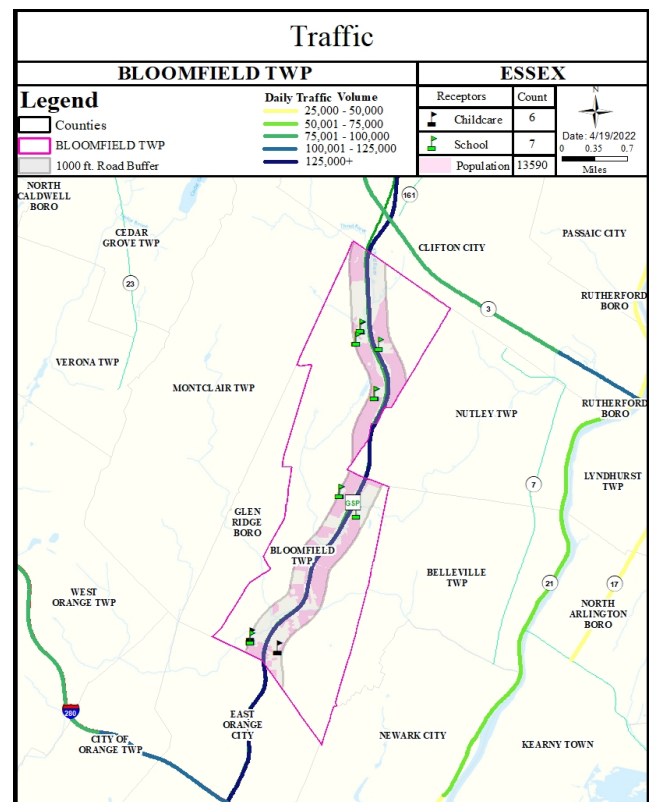 Traffic
BLOOMFIELD TWP
ESSEX
Legend
Counties
BLOOMFIELD TWP
1000 ft. Road Buffer
Daily Traffic Volume
25,000 - 50,000
50,001 - 75,000
75,001 - 100,000
100,001 - 125,000
125,000+
Receptors Count
Childcare 6
School 7
Population 13590
N
Date: 4/19/2022
0 0.35 0.7
Miles
NORTH
CALDWELL
BORO
161
CEDAR
GROVE TWP
CLIFTON CITY
PASSAIC CITY
23
RUTHERFORD
BORO
3
VERONA TWP
MONTCLAIR TWP
NUTLEY TWP
RUTHERFORD
BORO
7
LYNDHURST
TWP
GSP
GLEN
RIDGE
BORO
BLOOMFIELD
TWP
BELLEVILLE
TWP
21
17
WEST
ORANGE TWP
NORTH
ARLINGTON
BORO
280
EAST
ORANGE
CITY
CITY OF
ORANGE TWP
NEWARK CITY
KEARNY TOWN